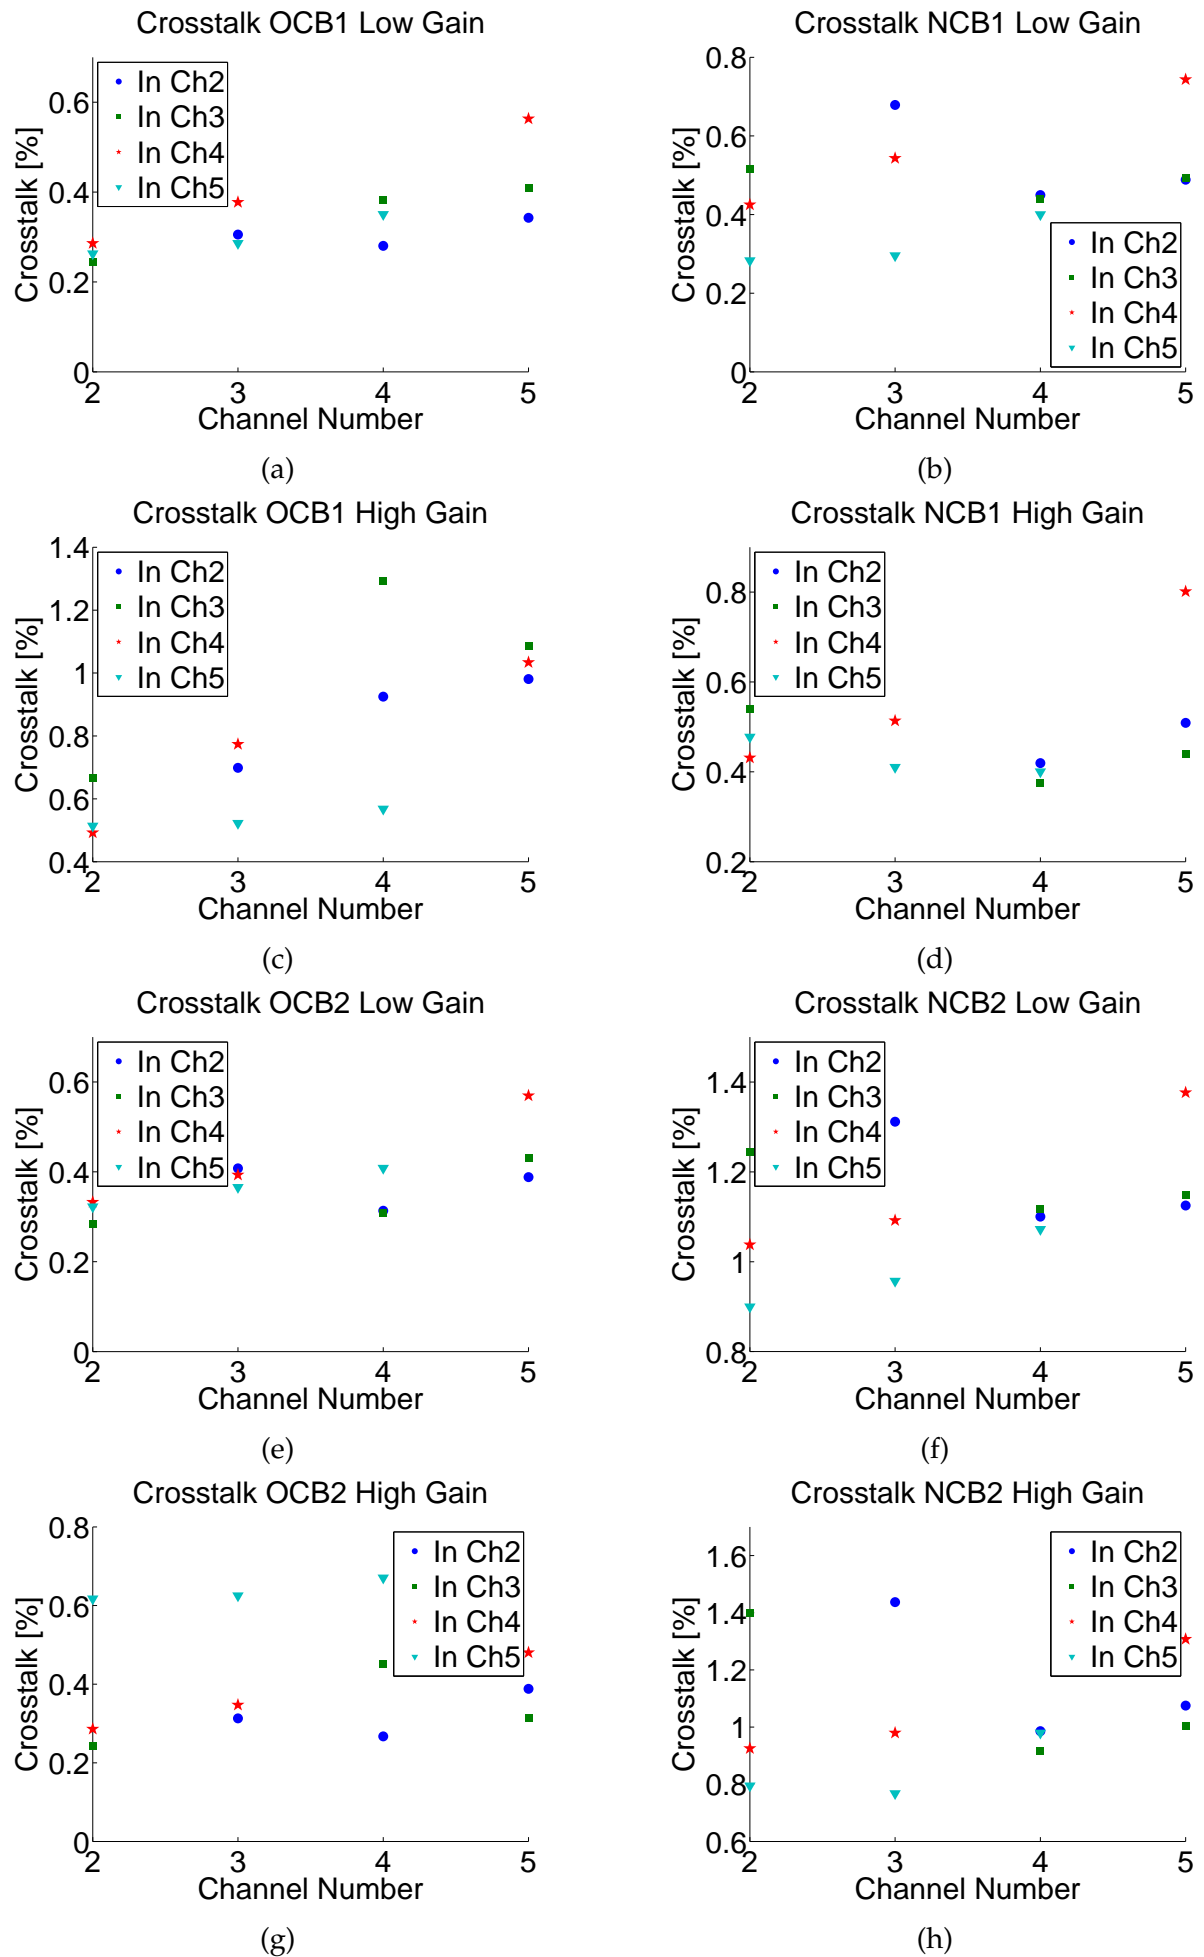 Crosstalk OCB1 Low Gain
Crosstalk [%]
0.6
0.4
0.2
0
In Ch2
In Ch3
In Ch4
In Ch5
2 3 4 5
Channel Number
(a)
Crosstalk NCB1 Low Gain
Crosstalk [%]
0.8
0.6
0.4
0.2
0
In Ch2
In Ch3
In Ch4
In Ch5
2 3 4 5
Channel Number
(b)
Crosstalk OCB1 High Gain
Crosstalk [%]
1.4
1.2
1
0.8
0.6
0.4
In Ch2
In Ch3
In Ch4
In Ch5
2 3 4 5
Channel Number
(c)
Crosstalk NCB1 High Gain
Crosstalk [%]
0.8
0.6
0.4
0.2
In Ch2
In Ch3
In Ch4
In Ch5
2 3 4 5
Channel Number
(d)
Crosstalk OCB2 Low Gain
Crosstalk [%]
0.6
0.4
0.2
0
In Ch2
In Ch3
In Ch4
In Ch5
2 3 4 5
Channel Number
(e)
Crosstalk NCB2 Low Gain
Crosstalk [%]
1.4
1.2
1
0.8
In Ch2
In Ch3
In Ch4
In Ch5
2 3 4 5
Channel Number
(f)
Crosstalk OCB2 High Gain
Crosstalk [%]
0.8
0.6
0.4
0.2
0
In Ch2
In Ch3
In Ch4
In Ch5
2 3 4 5
Channel Number
(g)
Crosstalk NCB2 High Gain
Crosstalk [%]
1.6
1.4
1.2
1
0.8
0.6
In Ch2
In Ch3
In Ch4
In Ch5
2 3 4 5
Channel Number
(h)